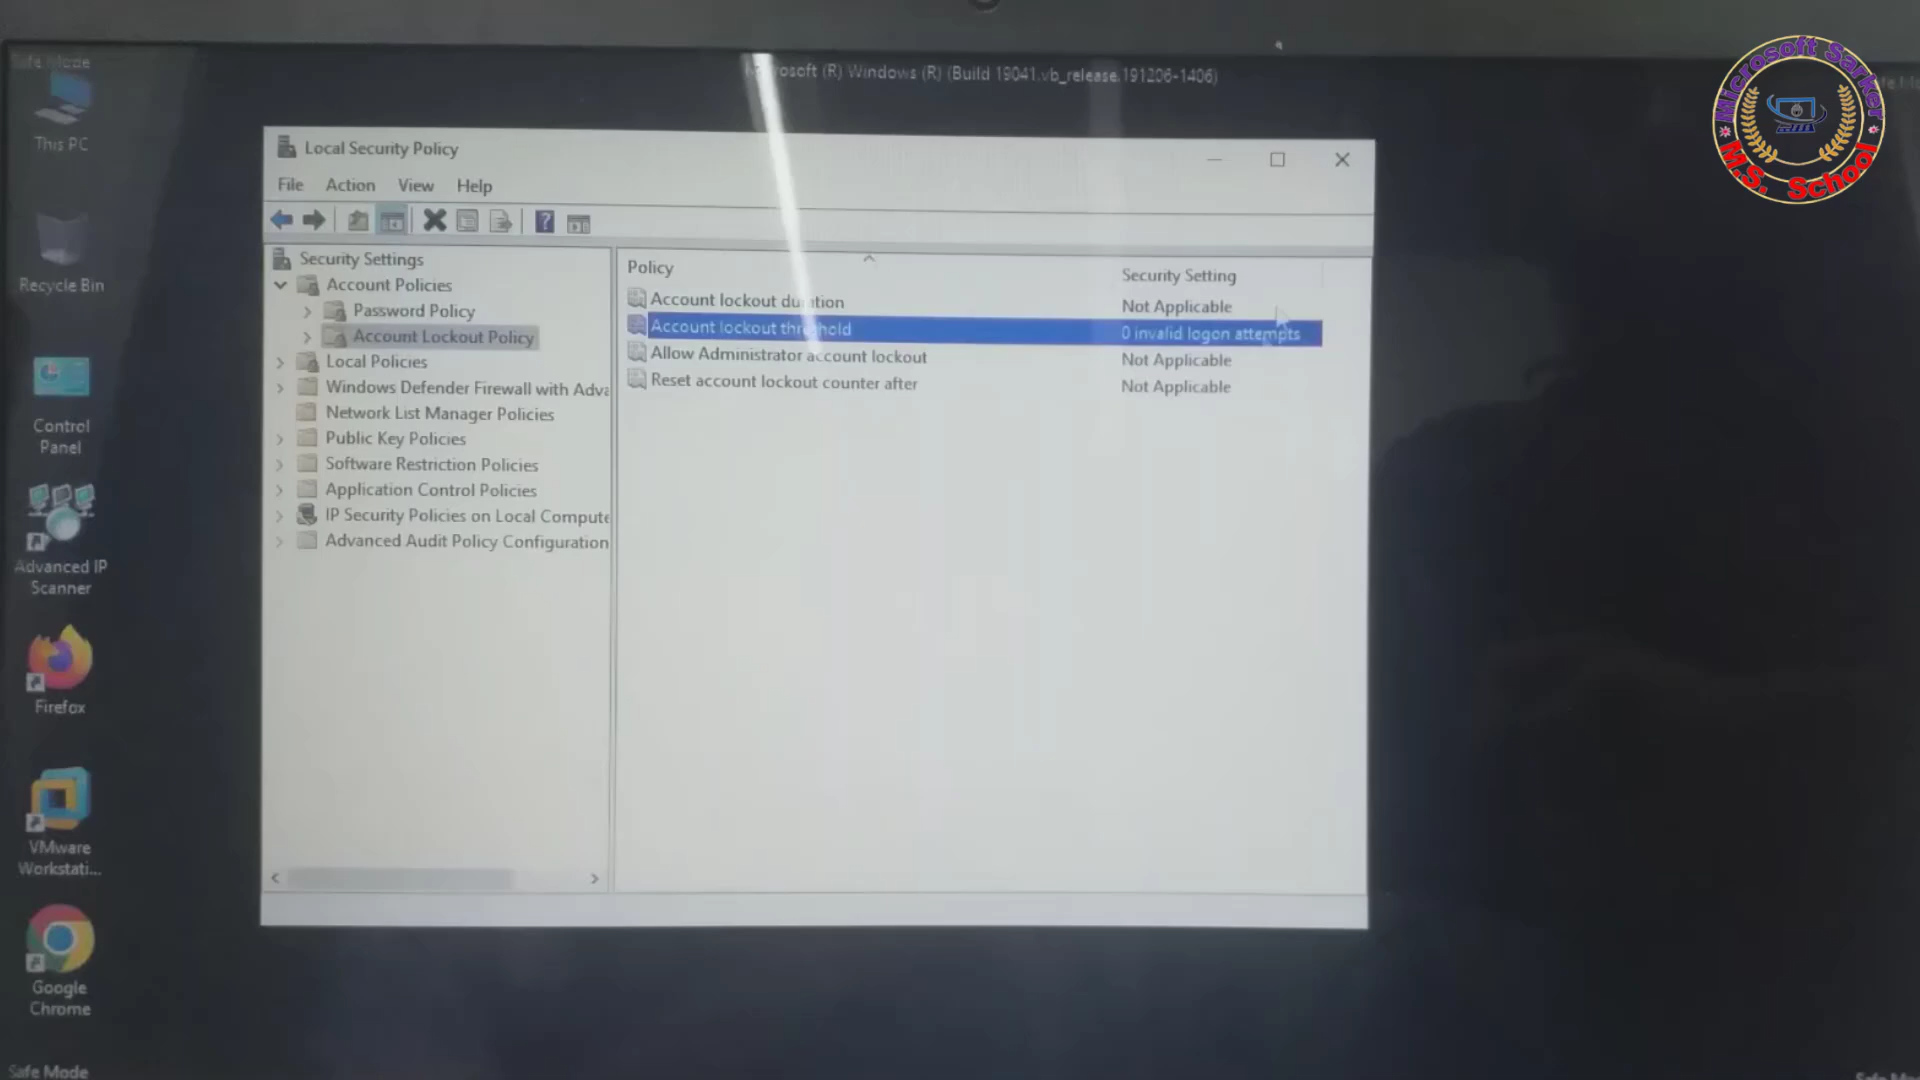 Safe Mode
Microsoft (R) Windows (R) (Build 19041.vb_release.191206-1406)
Microsoft Sarker
M.S. School
This PC
Recycle Bin
Control
Panel
Advanced IP
Scanner
Firefox
VMware
Workstati...
Google
Chrome
Safe Mode
Local Security Policy
File Action View Help
Security Settings
Account Policies
Password Policy
Account Lockout Policy
Local Policies
Windows Defender Firewall with Adva
Network List Manager Policies
Public Key Policies
Software Restriction Policies
Application Control Policies
IP Security Policies on Local Compute
Advanced Audit Policy Configuration
Policy Security Setting
Account lockout duration Not Applicable
Account lockout threshold 0 invalid logon attempts
Allow Administrator account lockout Not Applicable
Reset account lockout counter after Not Applicable